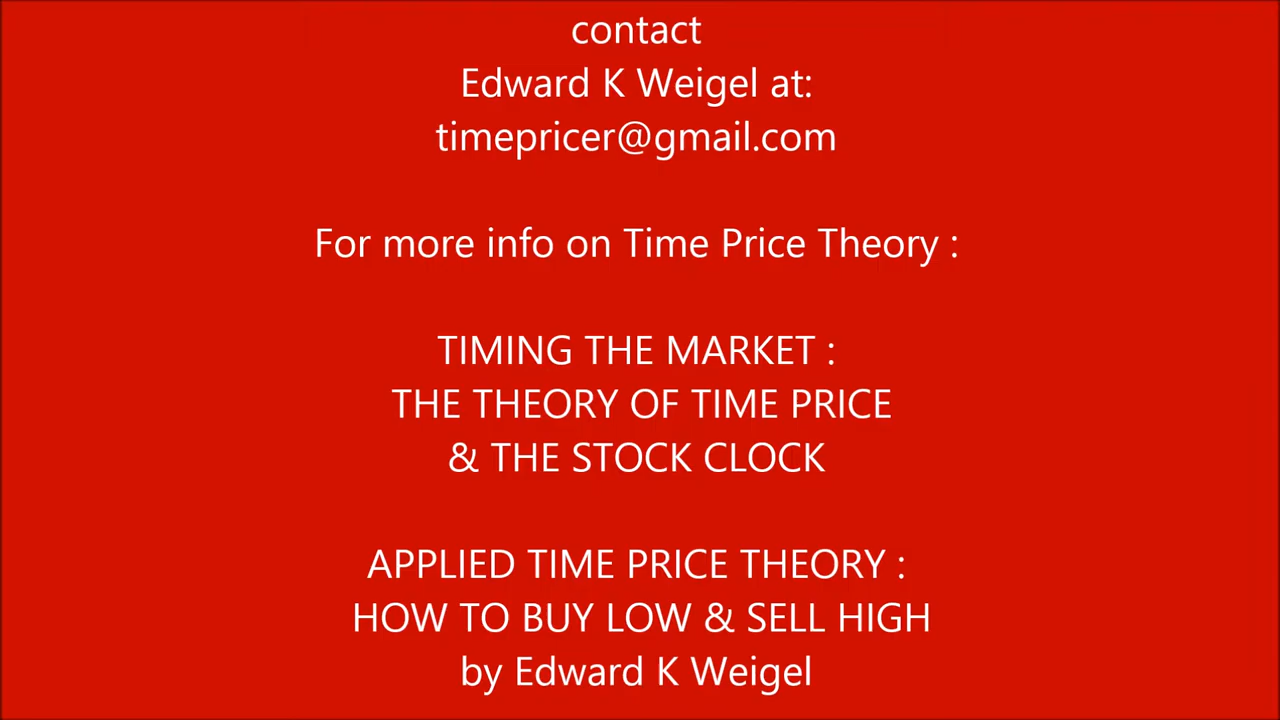 contact
Edward K Weigel at:
timepricer@gmail.com
For more info on Time Price Theory :
TIMING THE MARKET :
THE THEORY OF TIME PRICE
& THE STOCK CLOCK
APPLIED TIME PRICE THEORY :
HOW TO BUY LOW & SELL HIGH
by Edward K Weigel